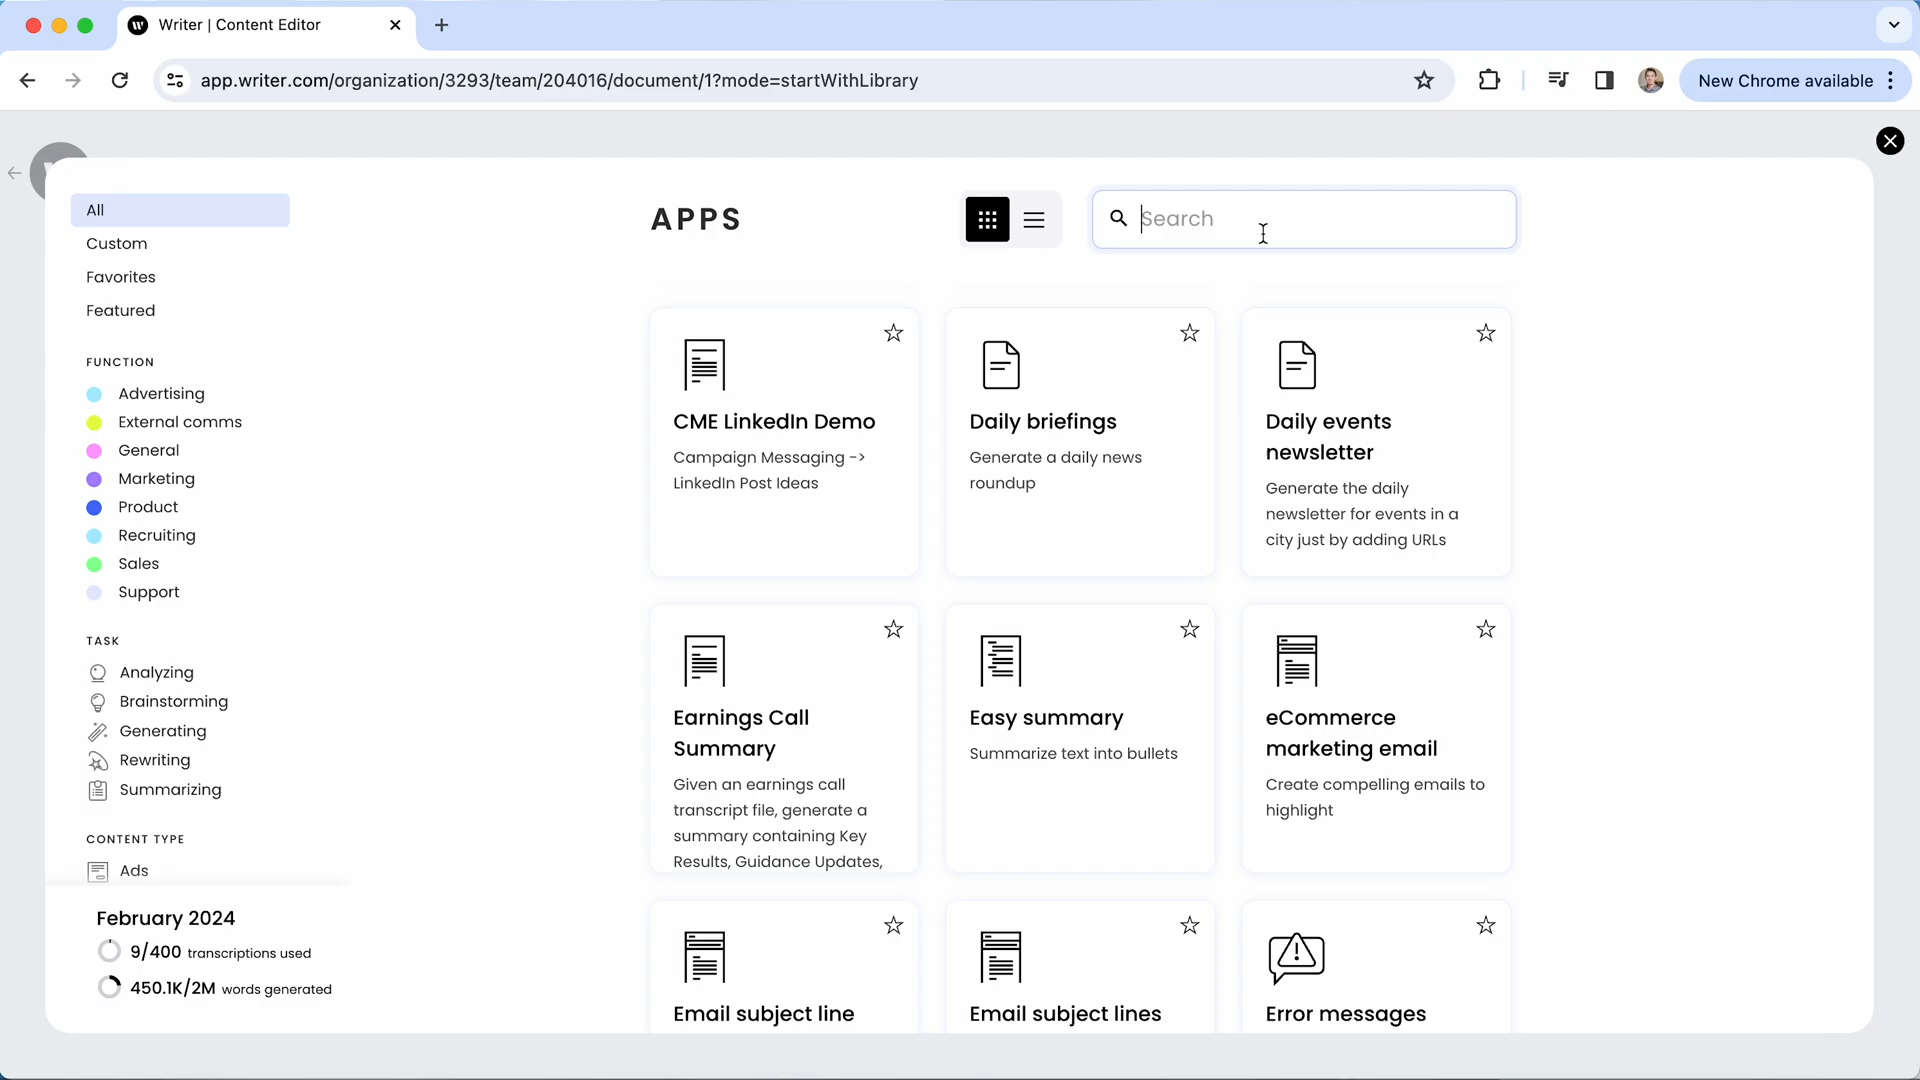 Writer | Content Editor
app.writer.com/organization/3293/team/204016/document/1?mode=startWithLibrary
New Chrome available
All
Custom
Favorites
Featured
FUNCTION
Advertising
External comms
General
Marketing
Product
Recruiting
Sales
Support
TASK
Analyzing
Brainstorming
Generating
Rewriting
Summarizing
CONTENT TYPE
Ads
February 2024
9/400 transcriptions used
450.1K/2M words generated
APPS
Search
CME LinkedIn Demo
Campaign Messaging ->
LinkedIn Post Ideas
Daily briefings
Generate a daily news
roundup
Daily events
newsletter
Generate the daily
newsletter for events in a
city just by adding URLs
Earnings Call
Summary
Given an earnings call
transcript file, generate a
summary containing Key
Results, Guidance Updates,
Easy summary
Summarize text into bullets
eCommerce
marketing email
Create compelling emails to
highlight
Email subject line
Email subject lines
Error messages